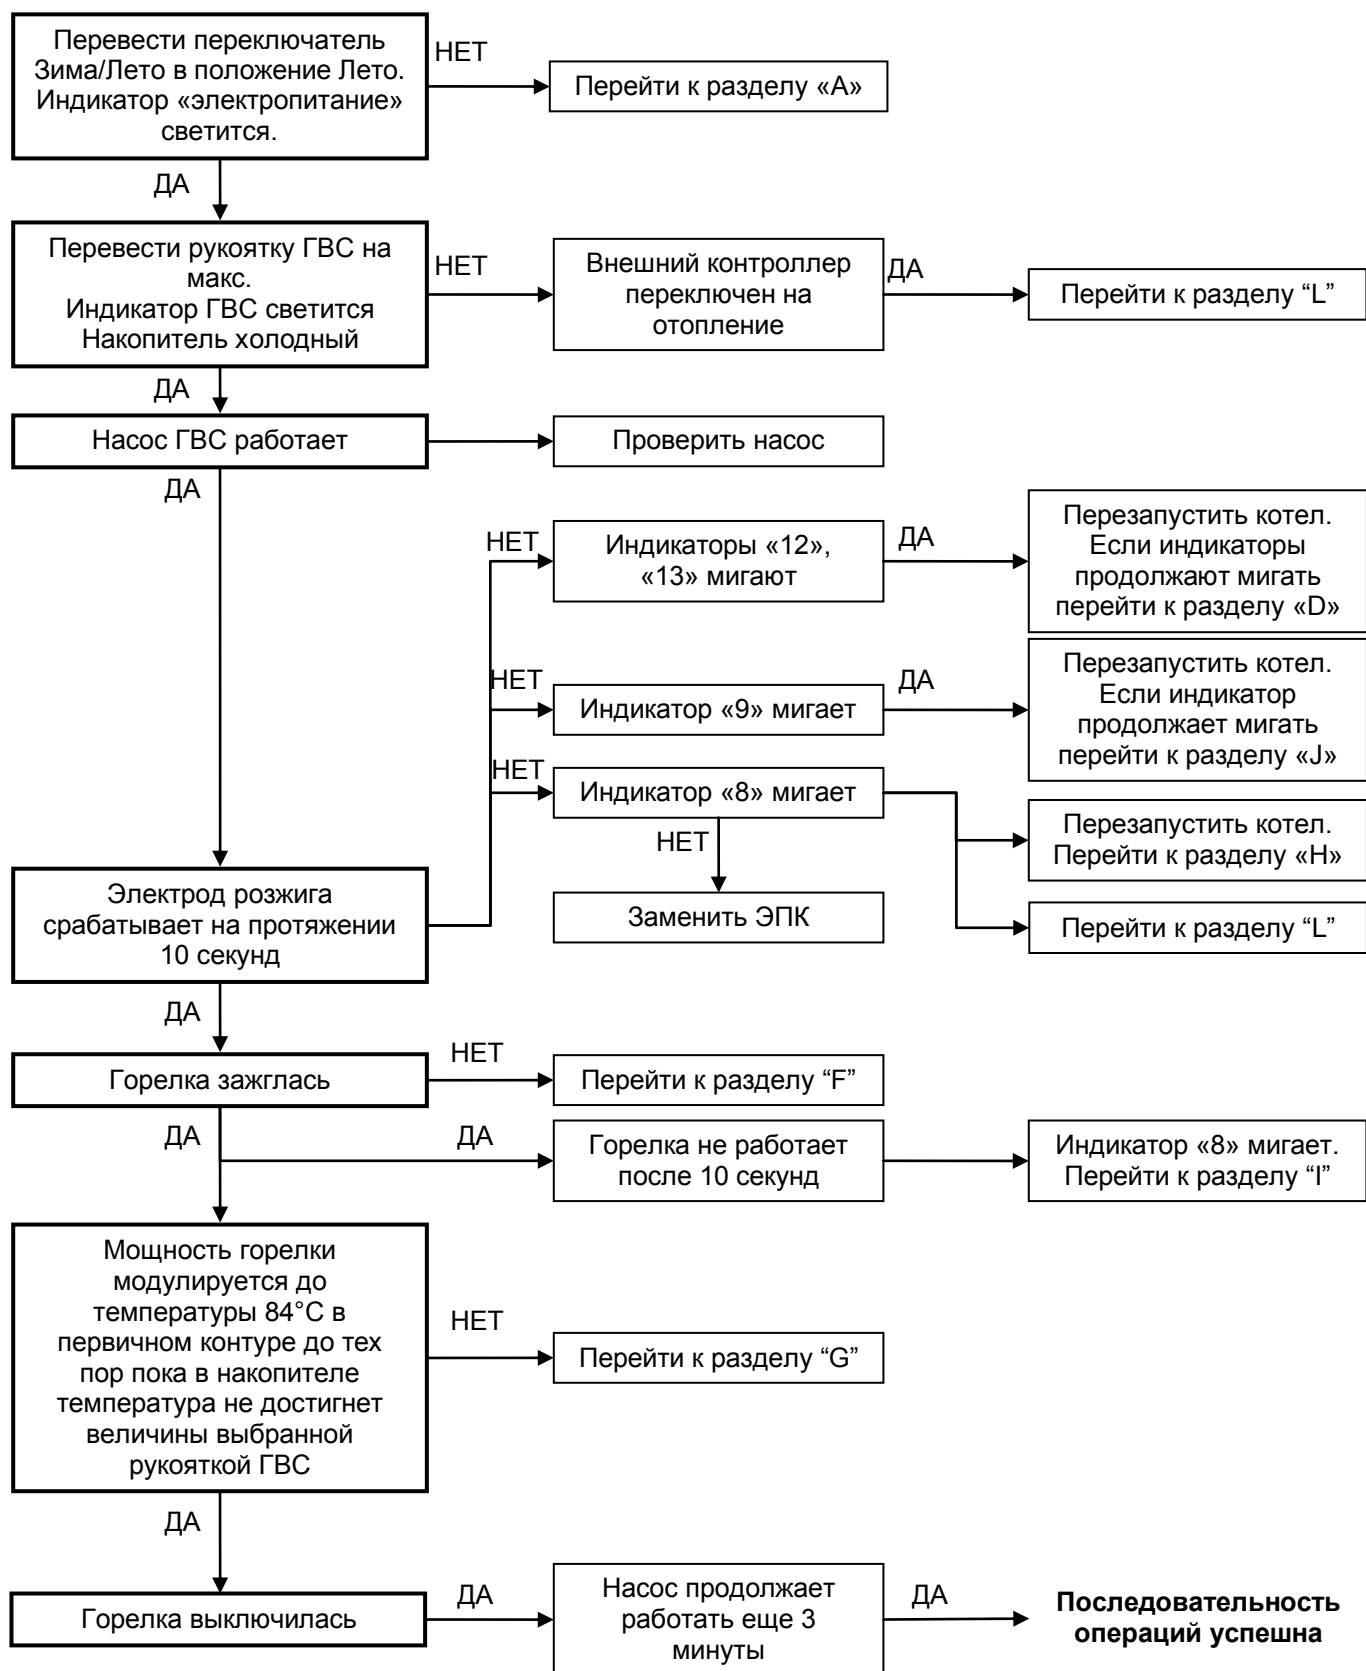 Перевести переключатель
Зима/Лето в положение Лето.
Индикатор «электропитание»
светится.
НЕТ
Перейти к разделу «А»
ДА
Перевести рукоятку ГВС на
макс.
Индикатор ГВС светится
Накопитель холодный
НЕТ
Внешний контроллер
переключен на
отопление
ДА
Перейти к разделу “L”
ДА
Насос ГВС работает
Проверить насос
ДА
НЕТ
Индикаторы «12»,
«13» мигают
ДА
Перезапустить котел.
Если индикаторы
продолжают мигать
перейти к разделу «D»
НЕТ
Индикатор «9» мигает
ДА
Перезапустить котел.
Если индикатор
продолжает мигать
перейти к разделу «J»
НЕТ
Индикатор «8» мигает
НЕТ
Заменить ЭПК
Перезапустить котел.
Перейти к разделу «H»
Перейти к разделу “L”
Электрод розжига
срабатывает на протяжении
10 секунд
ДА
Горелка зажглась
НЕТ
Перейти к разделу “F”
ДА
ДА
Горелка не работает
после 10 секунд
Индикатор «8» мигает.
Перейти к разделу “I”
Мощность горелки
модулируется до
температуры 84°C в
первичном контуре до тех
пор пока в накопителе
температура не достигнет
величины выбранной
рукояткой ГВС
НЕТ
Перейти к разделу “G”
ДА
Горелка выключилась
ДА
Насос продолжает
работать еще 3
минуты
ДА
Последовательность
операций успешна